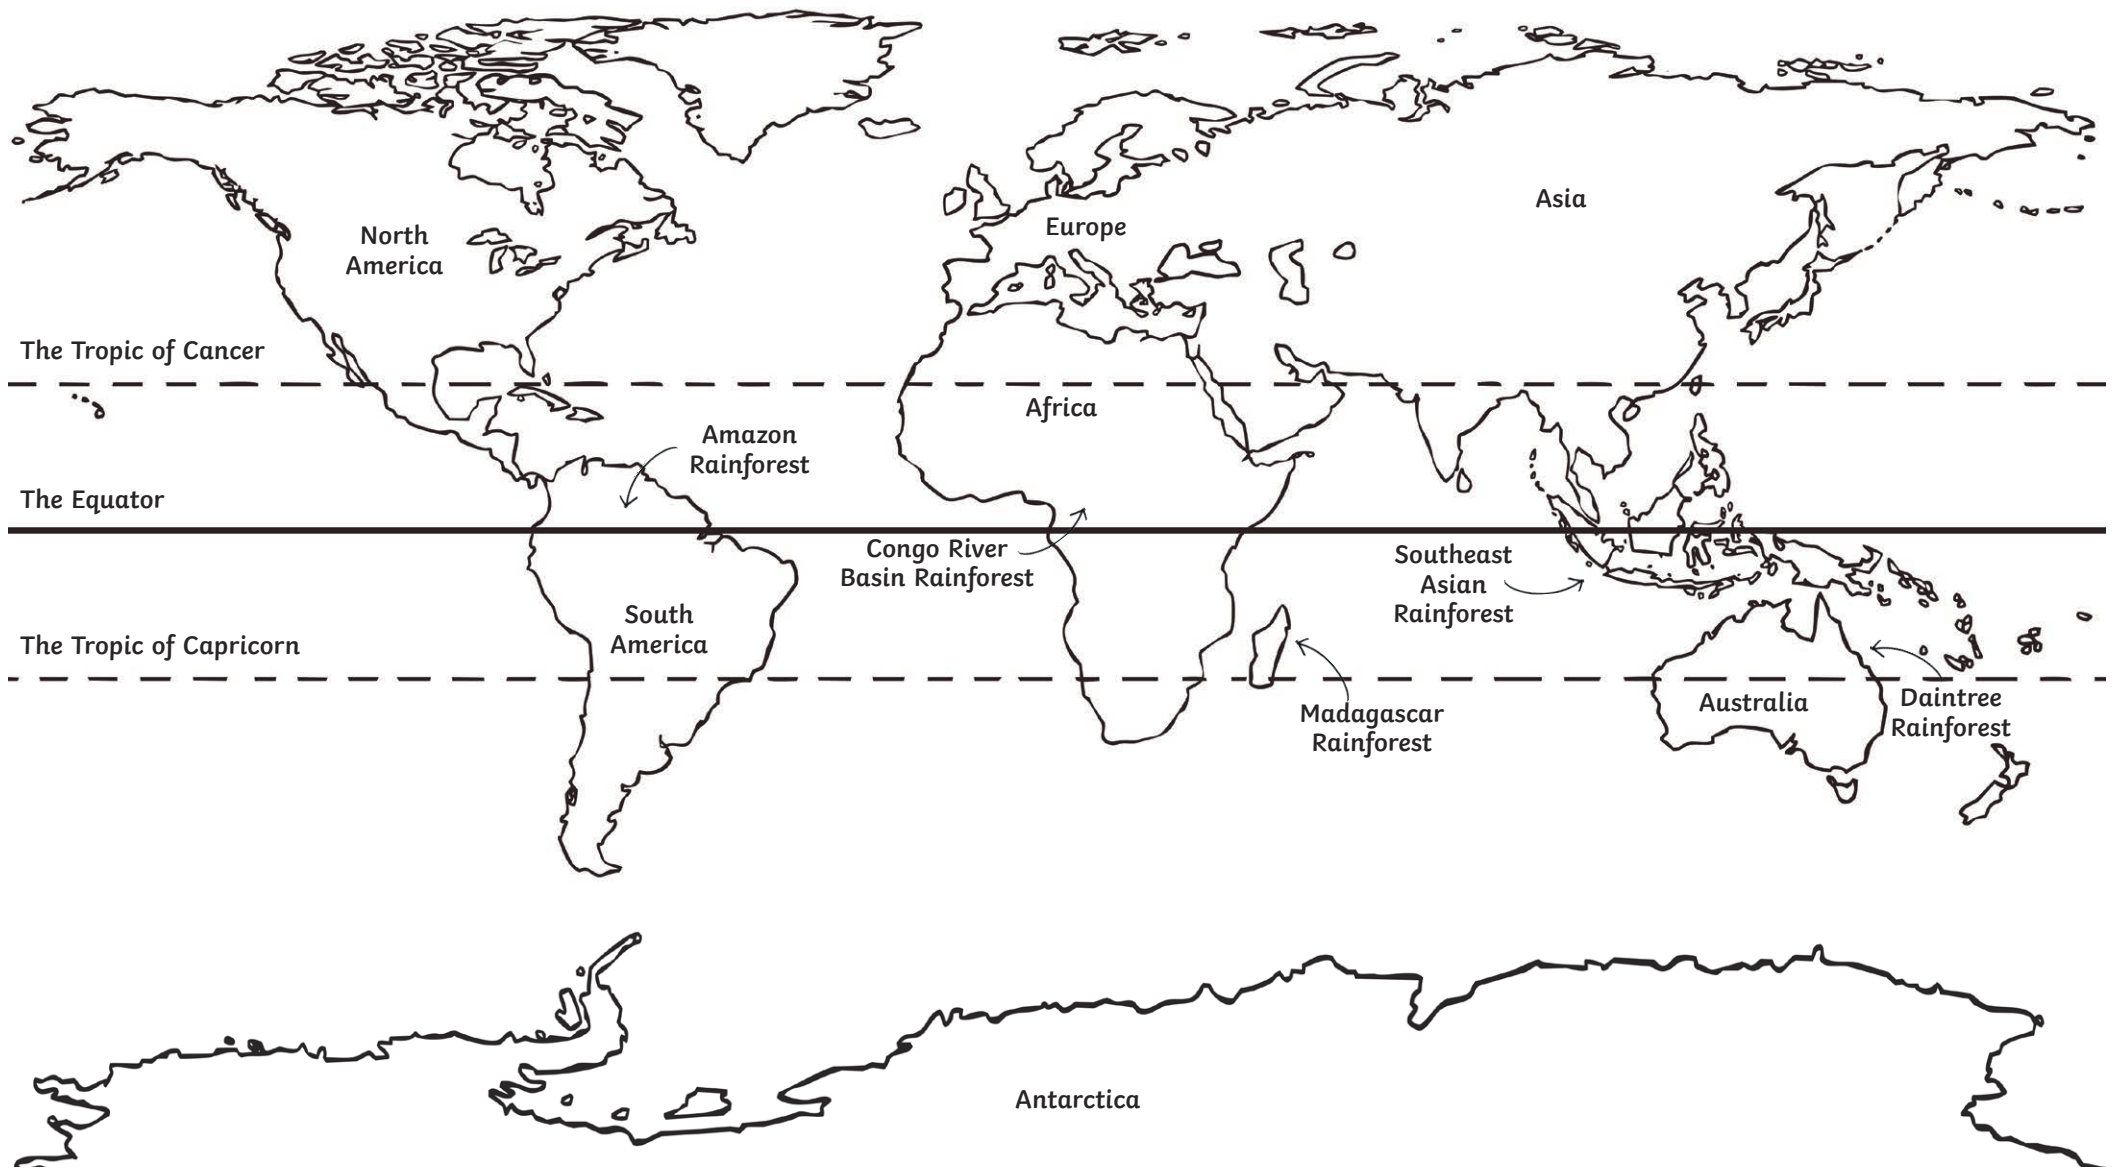 Asia
Europe
North
America
The Tropic of Cancer
Africa
Amazon
Rainforest
The Equator
Congo River
Basin Rainforest
Southeast
Asian
Rainforest
South
America
The Tropic of Capricorn
Madagascar
Rainforest
Australia
Daintree
Rainforest
Antarctica